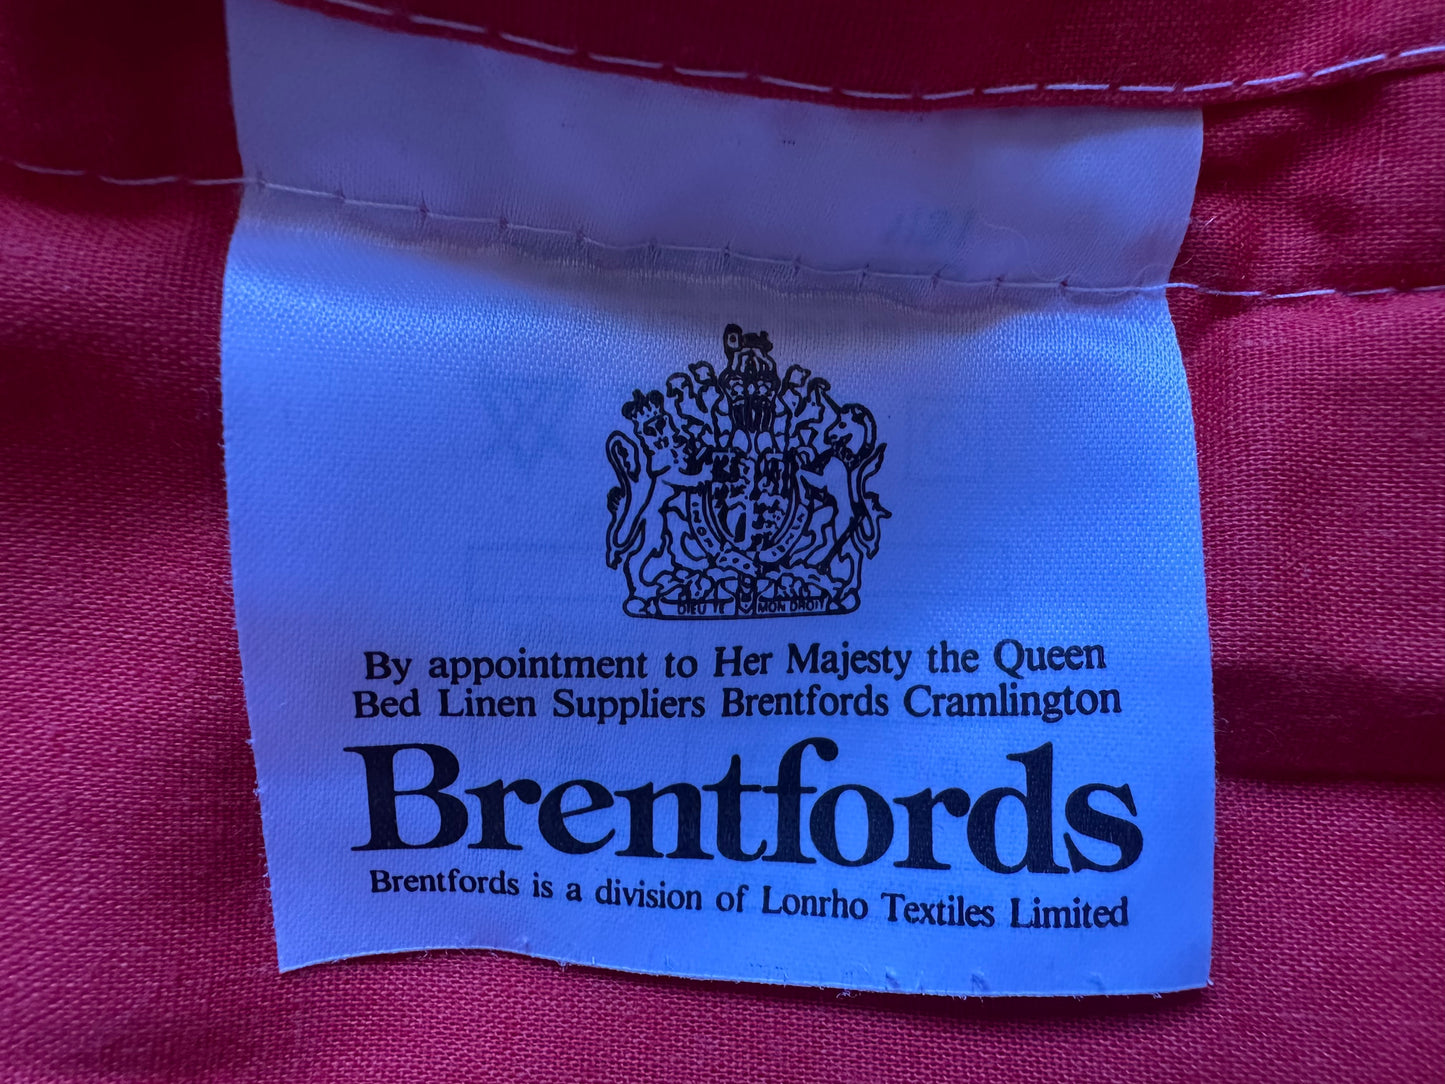 DIEU ET MON DROIT
By appointment to Her Majesty the Queen
Bed Linen Suppliers Brentfords Cramlington
Brentfords
Brentfords is a division of Lonrho Textiles Limited